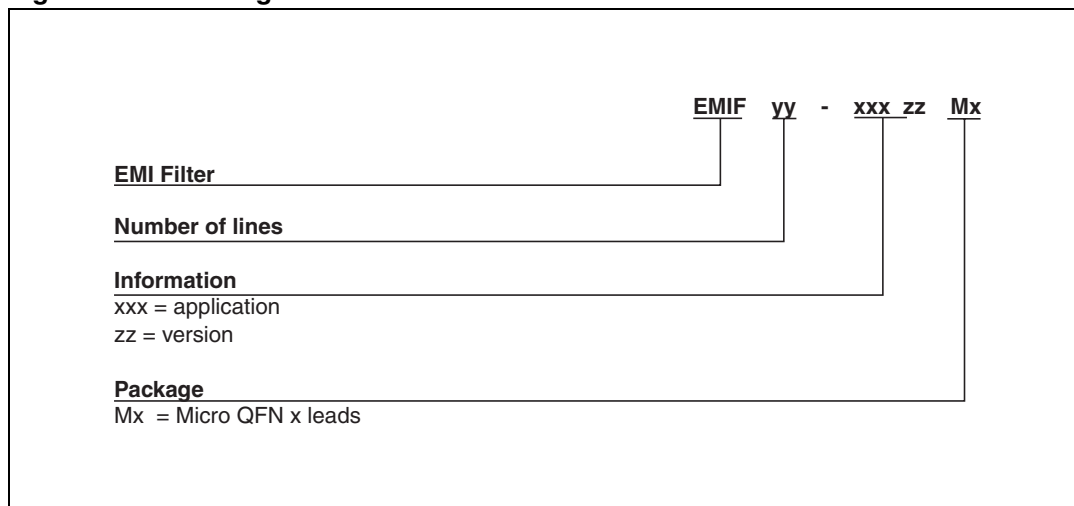 EMIF yy - xxx zz Mx
EMI Filter
Number of lines
Information
xxx = application
zz = version
Package
Mx = Micro QFN x leads